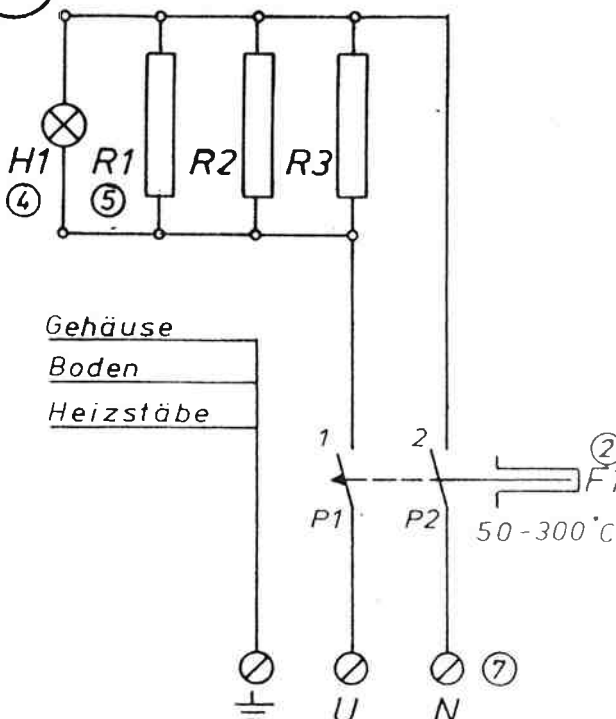 H1 R1 R2 R3
④ ⑤
Gehäuse
Boden
Heizstäbe
1 2 ②
P1 P2
50-300°C
⑦
U N